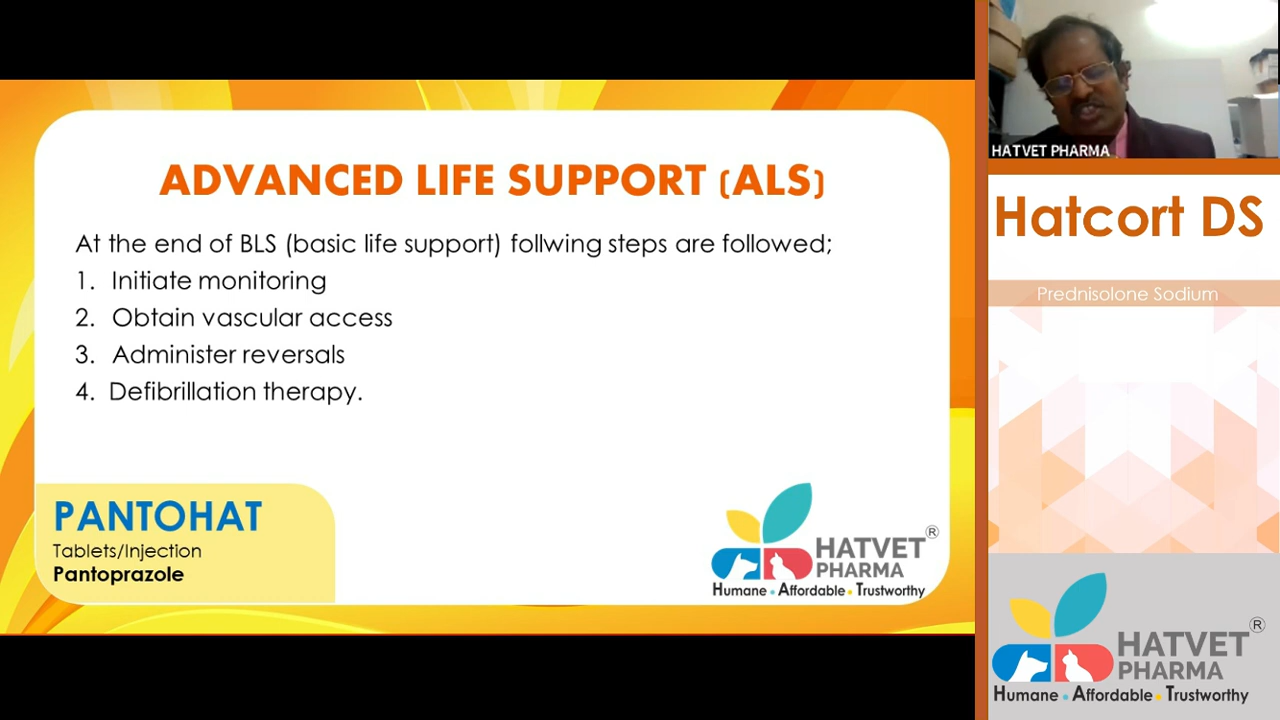 ADVANCED LIFE SUPPORT (ALS)
At the end of BLS (basic life support) follwing steps are followed;
1. Initiate monitoring
2. Obtain vascular access
3. Administer reversals
4. Defibrillation therapy.
PANTOHAT
Tablets/Injection
Pantoprazole
HATVET®
PHARMA
Humane • Affordable • Trustworthy
HATVET PHARMA
Hatcort DS
Prednisolone Sodium
HATVET®
PHARMA
Humane • Affordable • Trustworthy